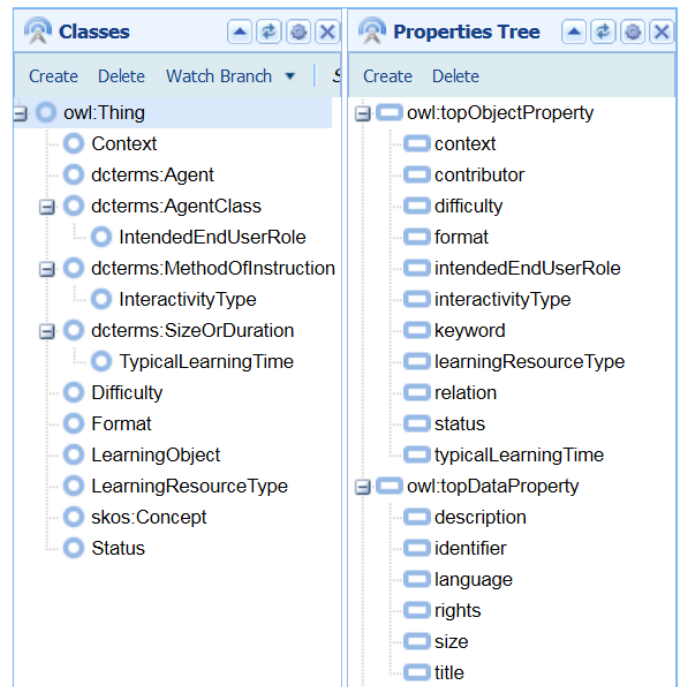 Classes
Create Delete Watch Branch
owl:Thing
Context
dcterms:Agent
dcterms:AgentClass
IntendedEndUserRole
dcterms:MethodOfInstruction
InteractivityType
dcterms:SizeOrDuration
TypicalLearningTime
Difficulty
Format
LearningObject
LearningResourceType
skos:Concept
Status
Properties Tree
Create Delete
owl:topObjectProperty
context
contributor
difficulty
format
intendedEndUserRole
interactivityType
keyword
learningResourceType
relation
status
typicalLearningTime
owl:topDataProperty
description
identifier
language
rights
size
title